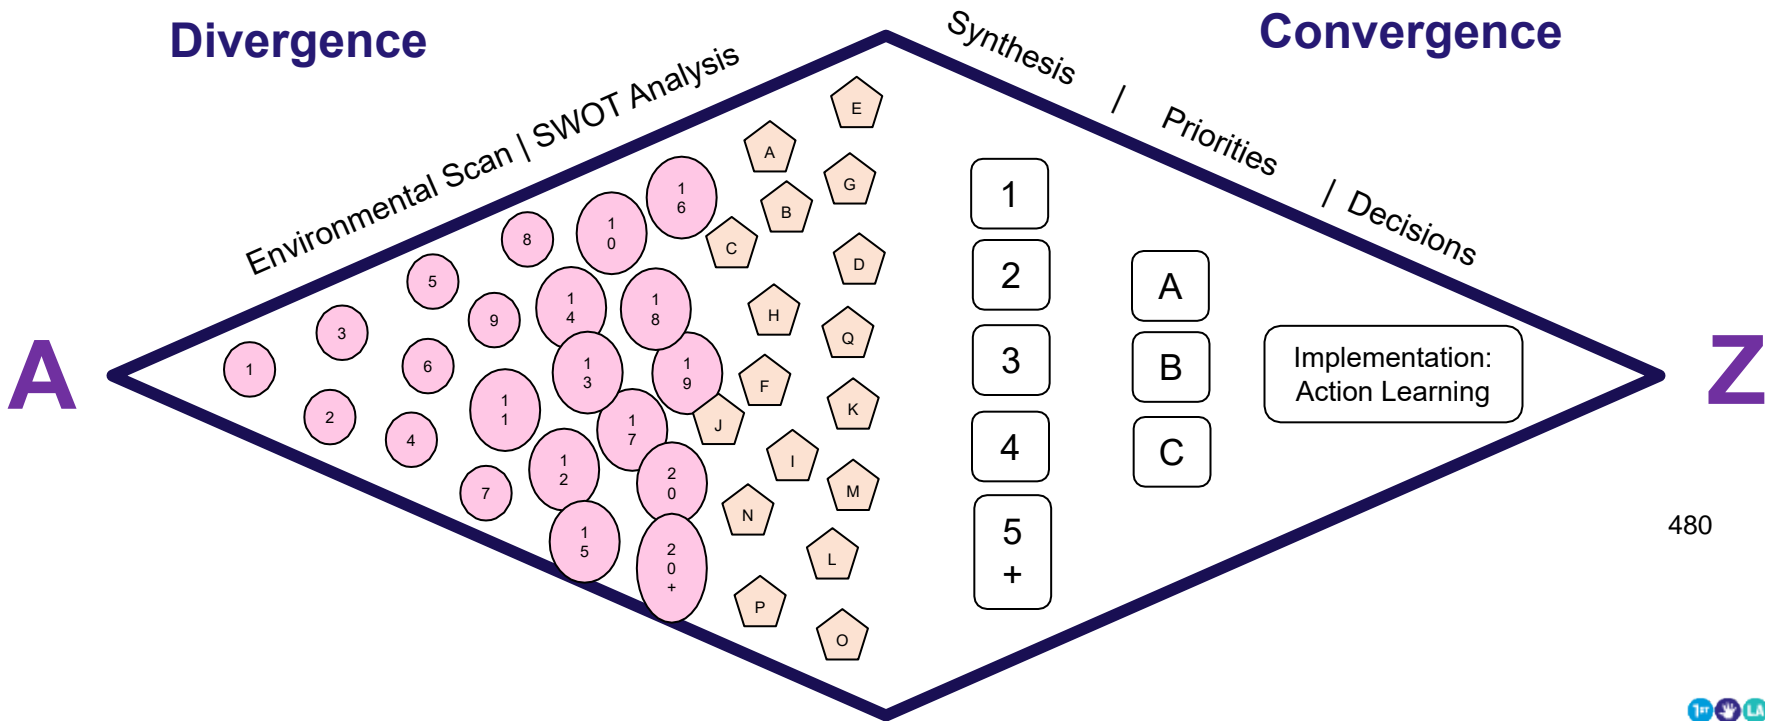 Divergence
Convergence
Environmental Scan | SWOT Analysis
Synthesis | Priorities | Decisions
A
Z
1
2
3
4
5
6
7
8
9
10
11
12
13
14
15
16
17
18
19
20
20+
E
A
G
B
C
D
H
Q
F
K
J
I
M
N
L
P
O
1
2
3
4
5
+
A
B
C
Implementation:
Action Learning
480
1ST
LA